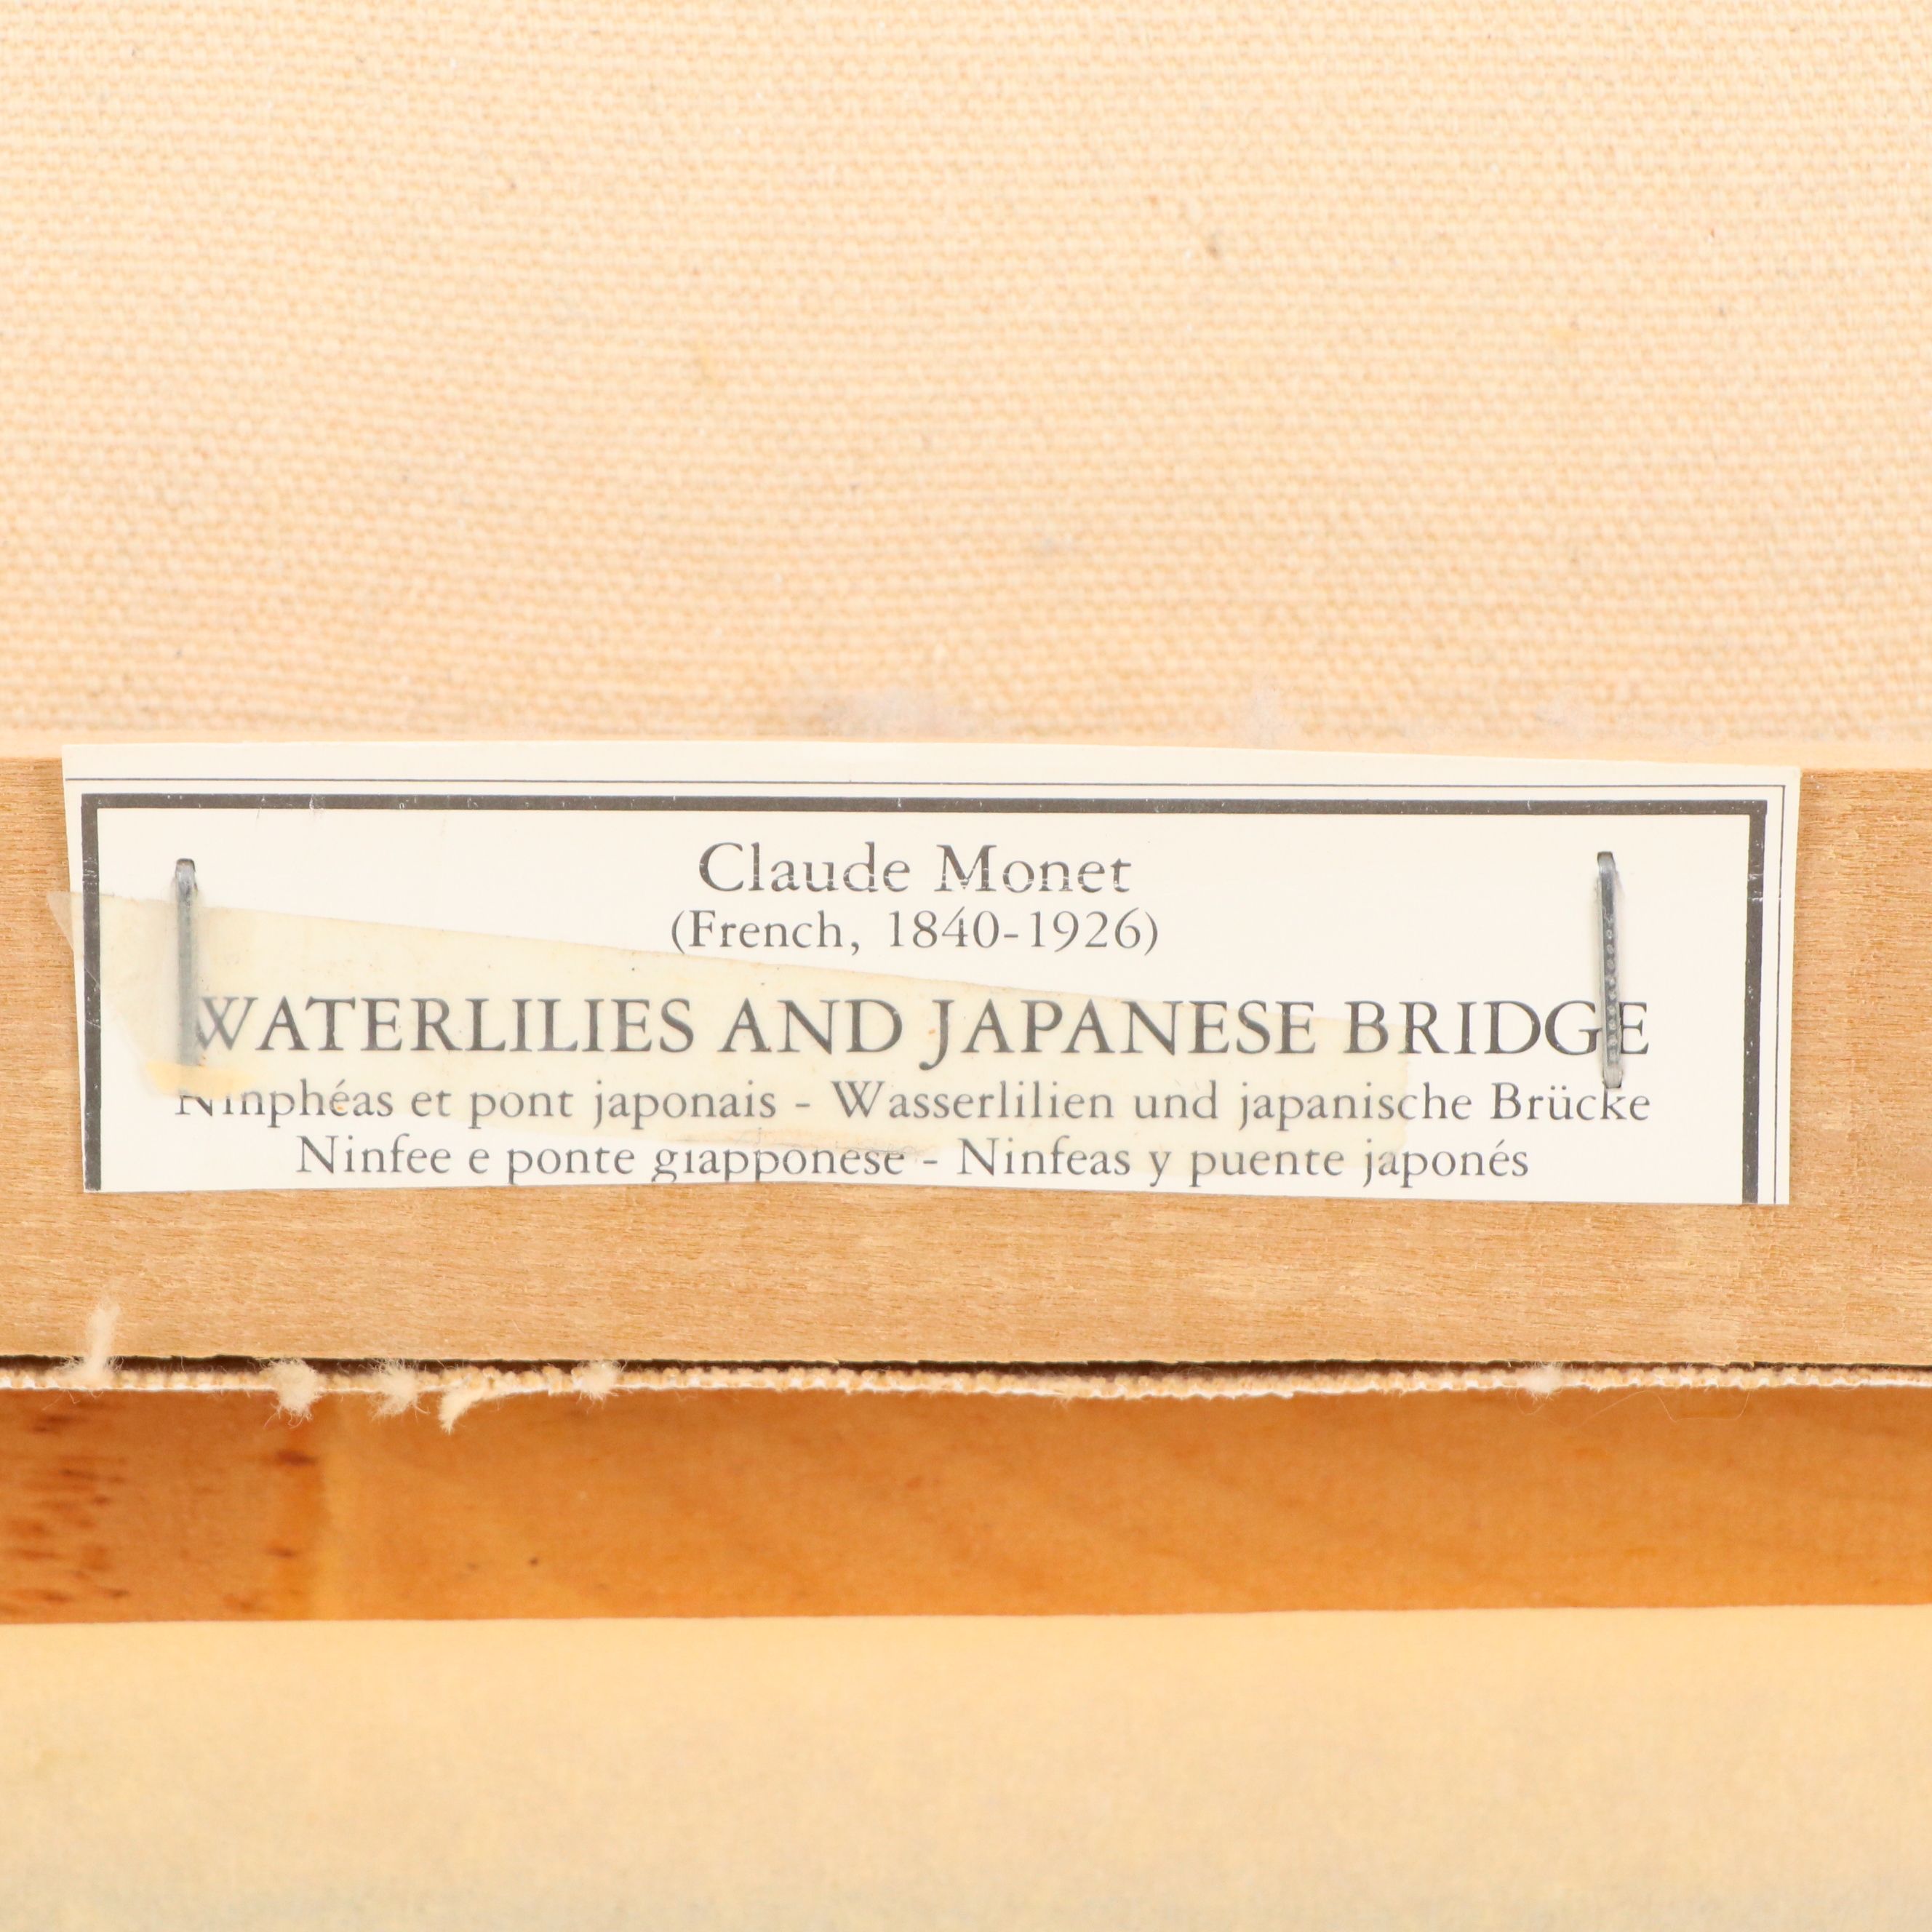 Claude Monet
(French, 1840-1926)
WATERLILIES AND JAPANESE BRIDGE
Ninphéas et pont japonais - Wasserlilien und japanische Brücke
Ninfee e ponte giapponese - Ninfeas y puente japonés